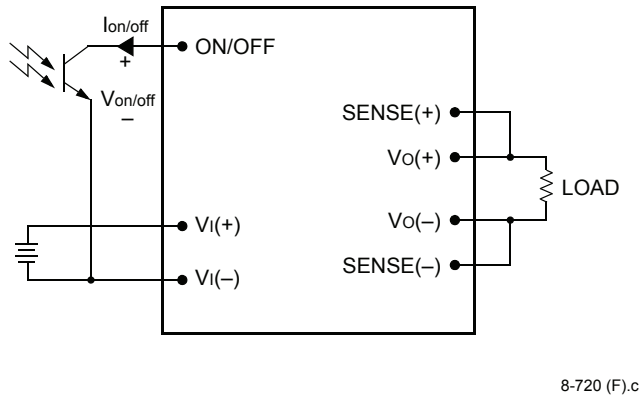 Ion/off
+
ON/OFF
Von/off
–
SENSE(+)
VO(+)
LOAD
VO(–)
SENSE(–)
VI(+)
VI(–)
8-720 (F).c